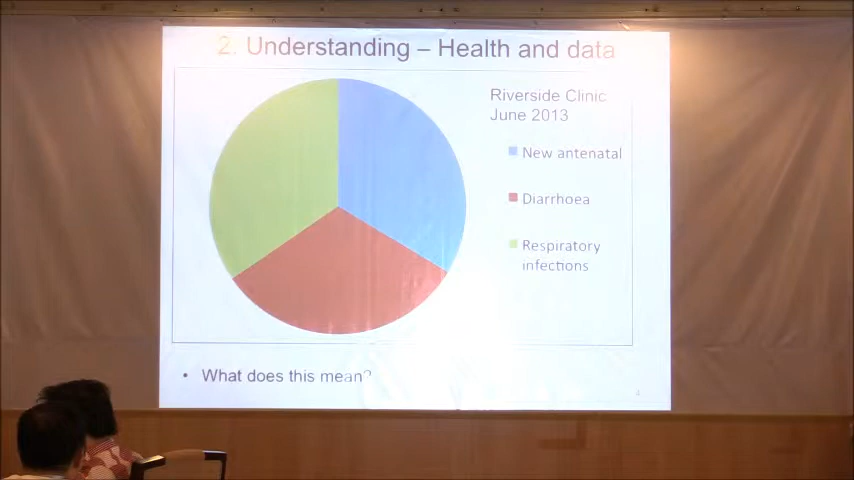 2. Understanding – Health and data
Riverside Clinic
June 2013
New antenatal
Diarrhoea
Respiratory
infections
• What does this mean?